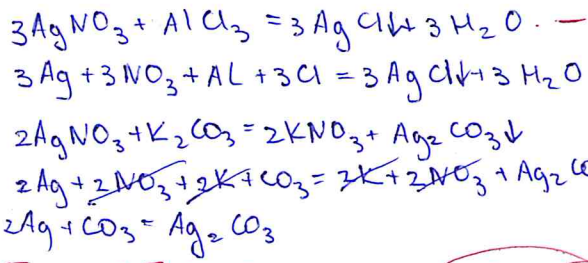 3AgNO₃ + AlCl₃ = 3AgCl↓ + 3H₂O. —
3Ag + 3NO₃ + AL + 3Cl = 3AgCl↓ + 3H₂O
2AgNO₃ + K₂CO₃ = 2KNO₃ + Ag₂CO₃↓
2Ag + 2NO₃ + 2K + CO₃ = 2K + 2NO₃ + Ag₂C
2Ag + CO₃ = Ag₂CO₃